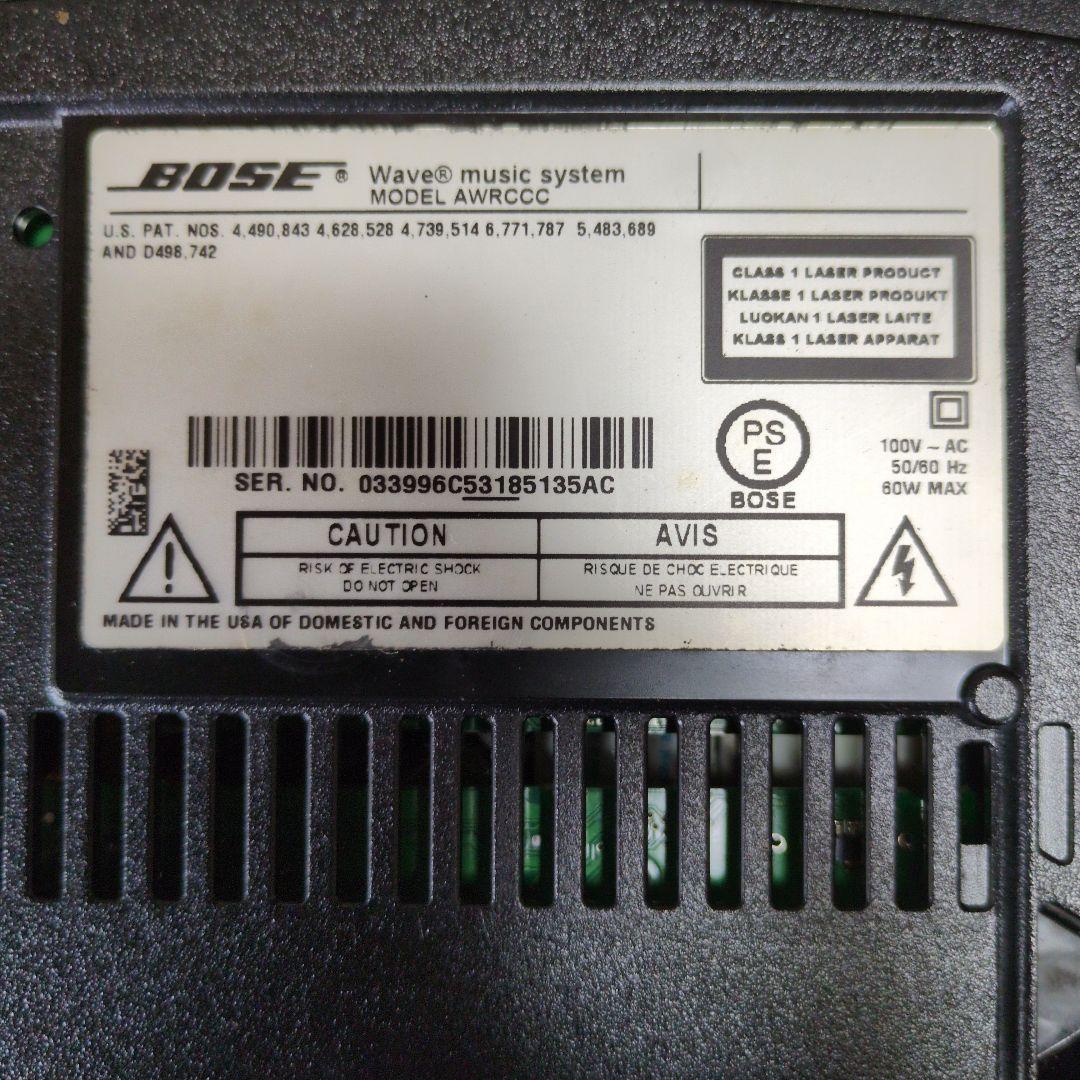 BOSE® Wave® music system
MODEL AWRCCC
U.S. PAT. NOS. 4,490,843 4,628,528 4,739,514 6,771,787 5,483,689
AND D498,742
CLASS 1 LASER PRODUCT
KLASSE 1 LASER PRODUKT
LUOKAN 1 LASER LAITE
KLASS 1 LASER APPARAT
PS
E
BOSE
100V ~ AC
50/60 Hz
60W MAX
SER. NO. 033996C53185135AC
CAUTION
RISK OF ELECTRIC SHOCK
DO NOT OPEN
AVIS
RISQUE DE CHOC ELECTRIQUE
NE PAS OUVRIR
MADE IN THE USA OF DOMESTIC AND FOREIGN COMPONENTS